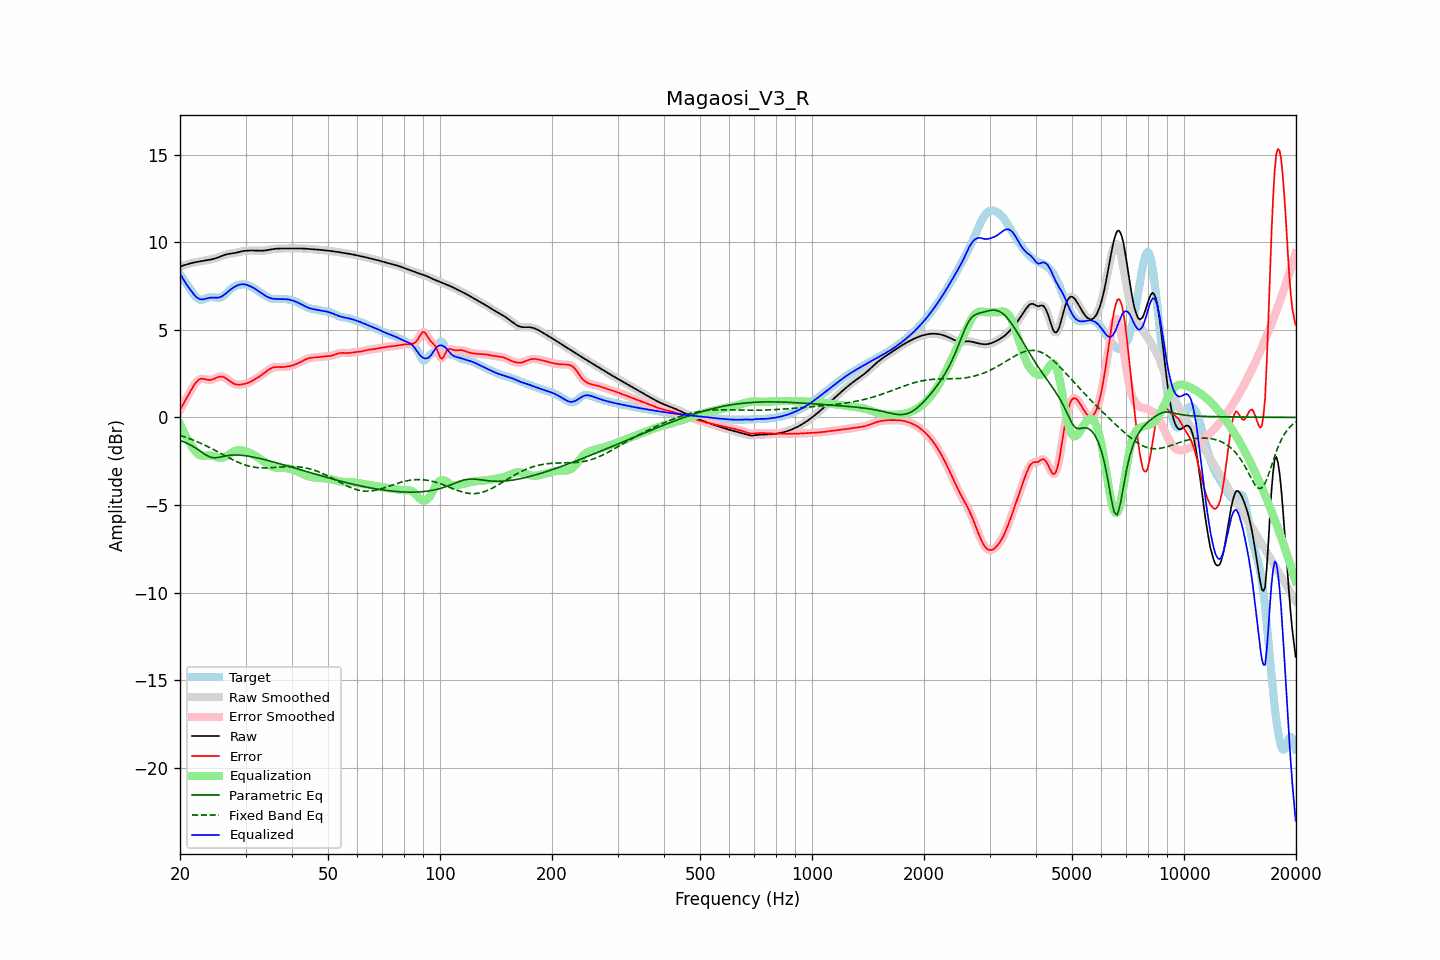 Magaosi_V3_R
Amplitude (dBr)
15
10
5
0
−5
−10
−15
−20
Target
Raw Smoothed
Error Smoothed
Raw
Error
Equalization
Parametric Eq
Fixed Band Eq
Equalized
20 50 100 200 500 1000 2000 5000 10000 20000
Frequency (Hz)